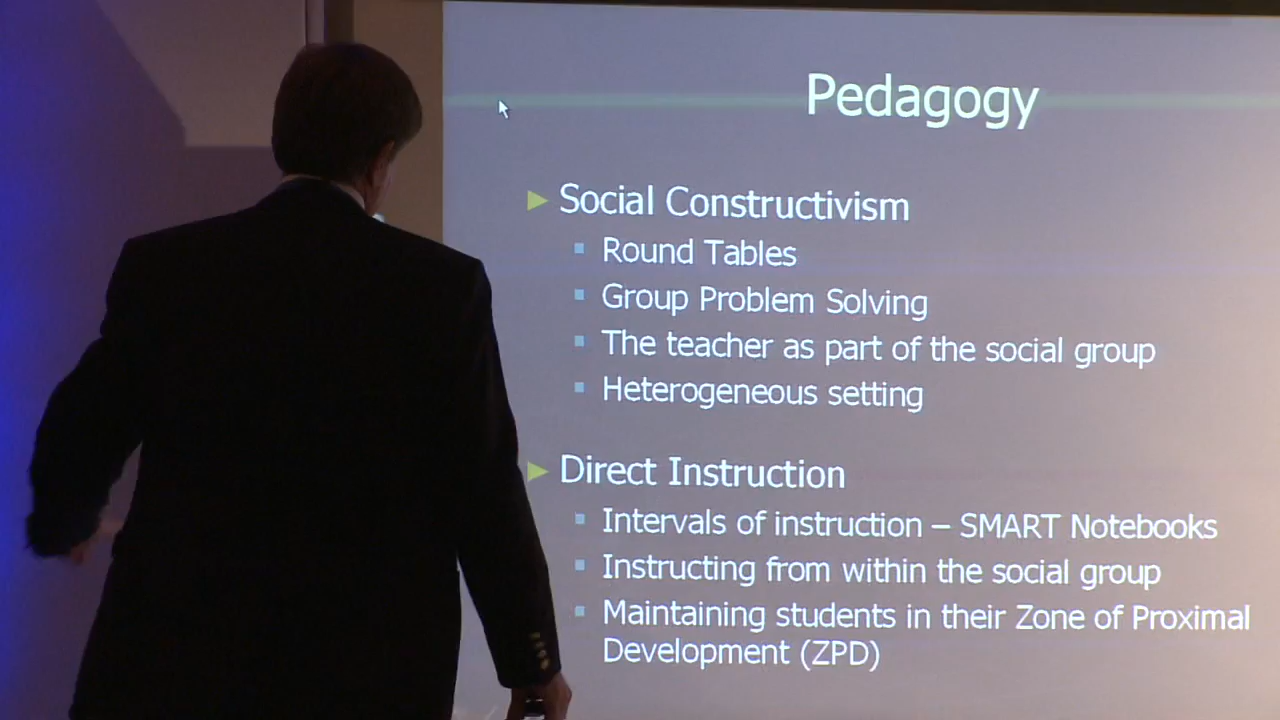 Pedagogy
Social Constructivism
Round Tables
Group Problem Solving
The teacher as part of the social group
Heterogeneous setting
Direct Instruction
Intervals of instruction – SMART Notebooks
Instructing from within the social group
Maintaining students in their Zone of Proximal
Development (ZPD)